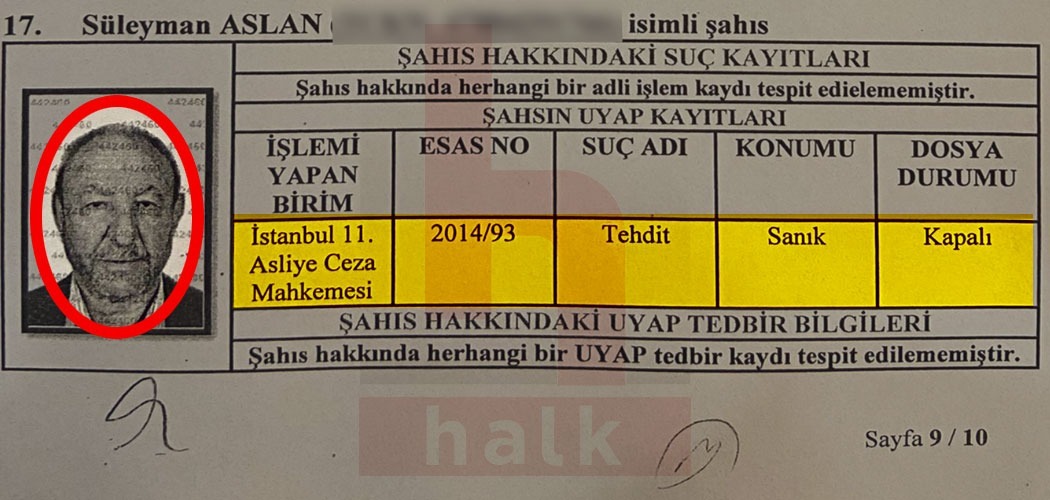 17. Süleyman ASLAN ( isimli şahıs
ŞAHIS HAKKINDAKİ SUÇ KAYITLARI
Şahıs hakkında herhangi bir adli işlem kaydı tespit edielememiştir.
ŞAHSIN UYAP KAYITLARI
İŞLEMİ YAPAN BİRİM
ESAS NO
SUÇ ADI
KONUMU
DOSYA DURUMU
İstanbul 11. Asliye Ceza Mahkemesi
2014/93
Tehdit
Sanık
Kapalı
ŞAHIS HAKKINDAKİ UYAP TEDBİR BİLGİLERİ
Şahıs hakkında herhangi bir UYAP tedbir kaydı tespit edilememiştir.
halk
Sayfa 9 / 10
442460
442460